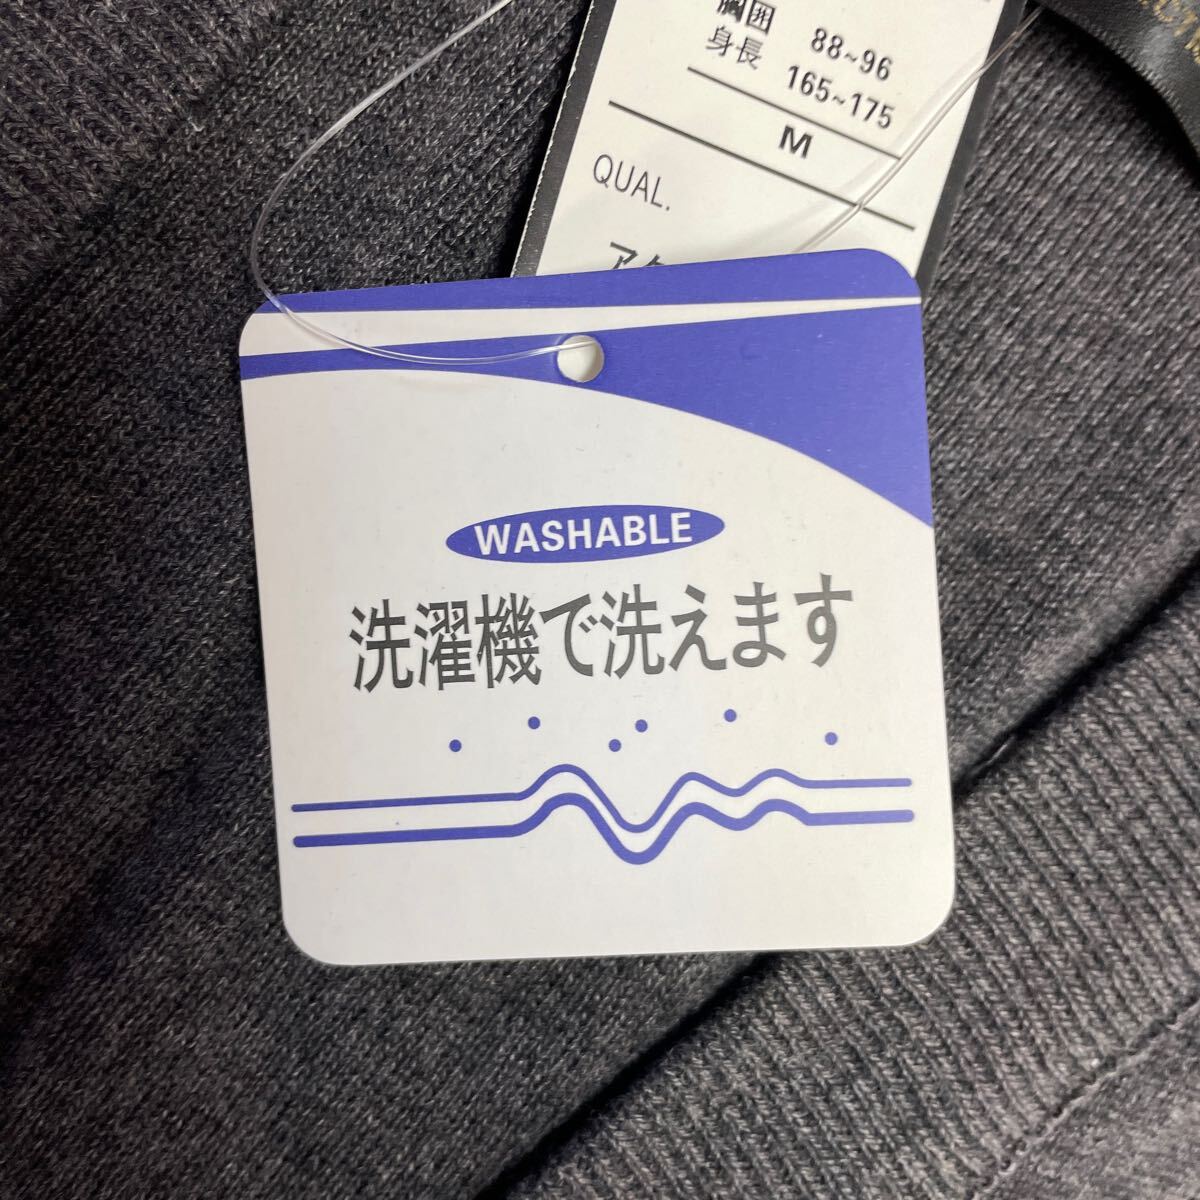 胸囲 88~96
身長 165~175
M
QUAL.
WASHABLE
洗濯機で洗えます